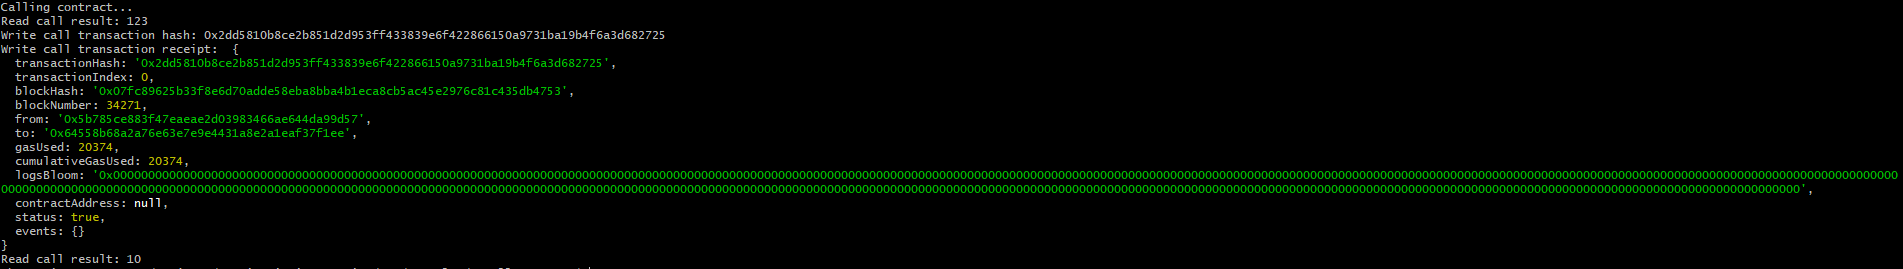 Calling contract...
Read call result: 123
Write call transaction hash: 0x2dd5810b8ce2b851d2d953ff433839e6f422866150a9731ba19b4f6a3d682725
Write call transaction receipt:  {
  transactionHash: '0x2dd5810b8ce2b851d2d953ff433839e6f422866150a9731ba19b4f6a3d682725',
  transactionIndex: 0,
  blockHash: '0x07fc89625b33f8e6d70adde58eba8bba4b1eca8cb5ac45e2976c81c435db4753',
  blockNumber: 34271,
  from: '0x5b785ce883f47eaeae2d03983466ae644da99d57',
  to: '0x64558b68a2a76e63e7e9e4431a8e2a1eaf37f1ee',
  gasUsed: 20374,
  cumulativeGasUsed: 20374,
  logsBloom: '0x000000000000000000000000000000000000000000000000000000000000000000000000000000000000000000000000000000000000000000000000000000000000000000000000000000000000000000000000000000000000000000000000000000000000000000000000000000000000000000000000000000000000000000000000000
00000000000000000000000000000000000000000000000000000000000000000000000000000000000000000000000000000000000000000000000000000000000000000000000000000000000000000000000000000000000000000000000000000000000000000000000000000000000000000000000000000000000000000000000000000',
  contractAddress: null,
  status: true,
  events: {}
}
Read call result: 10